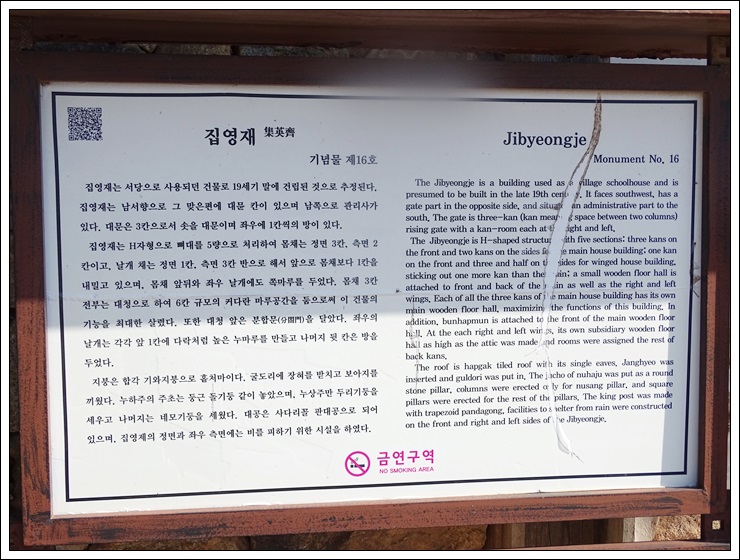 집영재 集英齊
기념물 제16호
집영재는 서당으로 사용되던 건물로 19세기 말에 건립된 것으로 추정된다.
집영재는 남서향으로 그 맞은편에 대문 칸이 있으며 남쪽으로 관리사가
있다. 대문은 3칸으로서 솟을 대문이며 좌우에 1칸씩의 방이 있다.
집영재는 H자형으로 뼈대를 5량으로 처리하여 몸체는 정면 3칸, 측면 2
칸이고, 날개 채는 정면 1칸, 측면 3칸 반으로 해서 앞으로 몸채보다 1칸을
내밀고 있으며, 몸채 앞뒤와 좌우 날개에도 쪽마루를 두었다. 몸채 3칸
전부는 대청으로 하여 6칸 규모의 커다란 마루공간을 둠으로써 이 건물의
기능을 최대한 살렸다. 또한 대청 앞은 분합문(分閤門)을 달았다. 좌우의
날개는 각각 앞 1칸에 다락처럼 높은 누마루를 만들고 나머지 뒷 칸은 방을
두었다.
지붕은 합각 기와지붕으로 홑처마이다. 굴도리에 장혀를 받치고 보아지를
끼웠다. 누하주의 주초는 둥근 돌기둥 같이 놓았으며, 누상주만 두리기둥을
세우고 나머지는 네모기둥을 세웠다. 대공은 사다리꼴 판대공으로 되어
있으며, 집영재의 정면과 좌우 측면에는 비를 피하기 위한 시설을 하였다.
Jibyeongje
Monument No. 16
The Jibyeongje is a building used as a village schoolhouse and is
presumed to be built in the late 19th century. It faces southwest, has a
gate part in the opposite side, and situates an administrative part to the
south, The gate is three-kan (kan means space between two columns)
rising gate with a kan-room each at the right and left,
The Jibyeongje is H-shaped structure with five sections: three kans on
the front and two kans on the sides for the main house building; one kan
on the front and three and half on the sides for winged house building,
sticking out one more kan than the main; a small wooden floor hall is
attached to front and back of the main as well as the right and left
wings, Each of all the three kans of the main house building has its own
main wooden floor hall, maximizing the functions of this building. In
addition, bunhapmun is attached to the front of the main wooden floor
hall. At the each right and left wings, its own subsidiary wooden floor
hall as high as the attic was made and rooms were assigned the rest of
back kans,
The roof is hapgak tiled roof with its single eaves, Janghyeo was
inserted and guldori was put in, The jucho of nuhaju was put as a round
stone pillar, columns were erected only for nusang pillar, and square
pillars were erected for the rest of the pillars, The king post was made
with trapezoid pandagong, facilities to shelter from rain were constructed
on the front and right and left sides of the Jibyeongje,
금연구역
NO SMOKING AREA